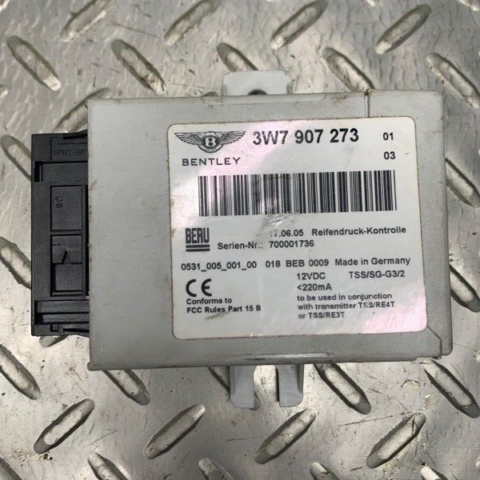 B
BENTLEY
3W7 907 273 01
03
BERU
17.06.05 Reifendruck-Kontrolle
Serien-Nr.: 700001736
0531_005_001_00 018 BEB 0009 Made in Germany
12VDC TSS/SG-G3/2
<220mA
CE
Conforms to
FCC Rules Part 15 B
to be used in conjunction
with transmitter TSS/RE4T
or TSS/RE3T